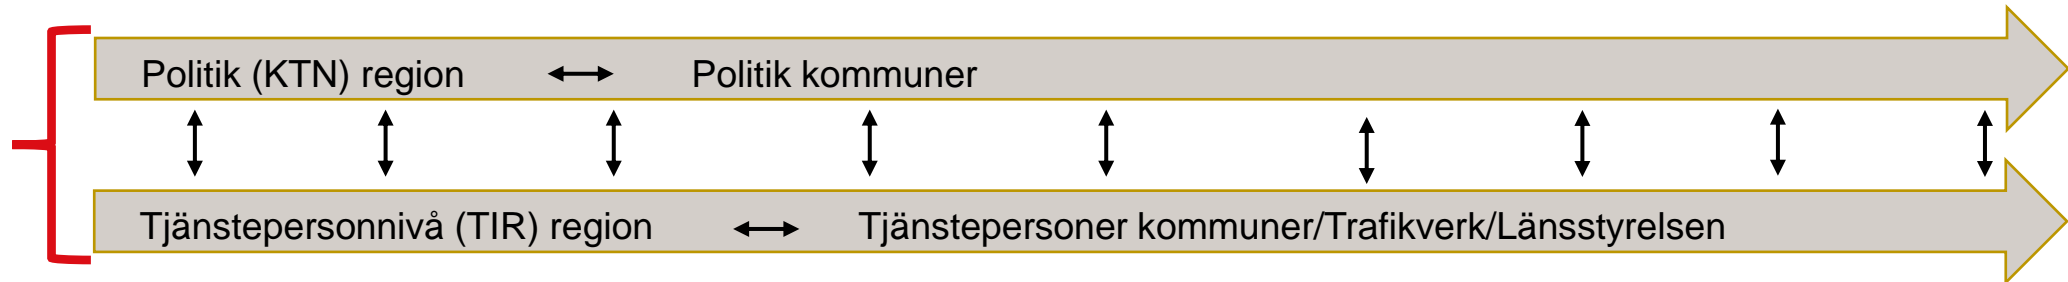 Politik (KTN) region Politik kommuner
Tjänstepersonnivå (TIR) region Tjänstepersoner kommuner/Trafikverk/Länsstyrelsen